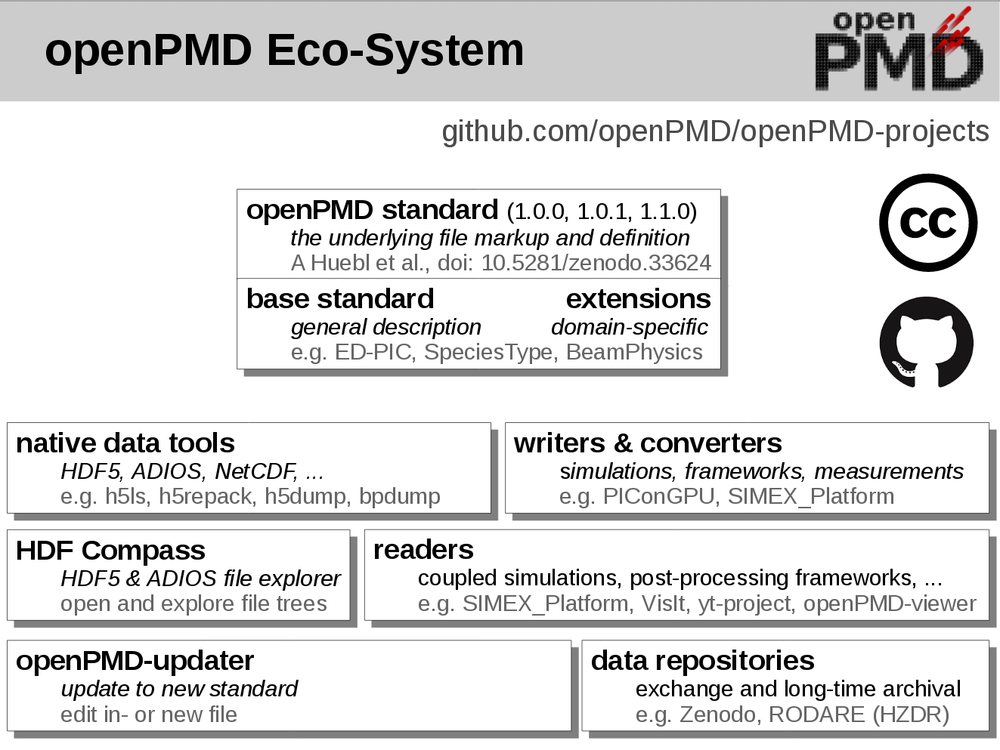 openPMD Eco-System
open
PMD
github.com/openPMD/openPMD-projects
openPMD standard (1.0.0, 1.0.1, 1.1.0)
the underlying file markup and definition
A Huebl et al., doi: 10.5281/zenodo.33624
base standard extensions
general description domain-specific
e.g. ED-PIC, SpeciesType, BeamPhysics
cc
native data tools
HDF5, ADIOS, NetCDF, ...
e.g. h5ls, h5repack, h5dump, bpdump
writers & converters
simulations, frameworks, measurements
e.g. PIConGPU, SIMEX_Platform
HDF Compass
HDF5 & ADIOS file explorer
open and explore file trees
readers
coupled simulations, post-processing frameworks, ...
e.g. SIMEX_Platform, VisIt, yt-project, openPMD-viewer
openPMD-updater
update to new standard
edit in- or new file
data repositories
exchange and long-time archival
e.g. Zenodo, RODARE (HZDR)